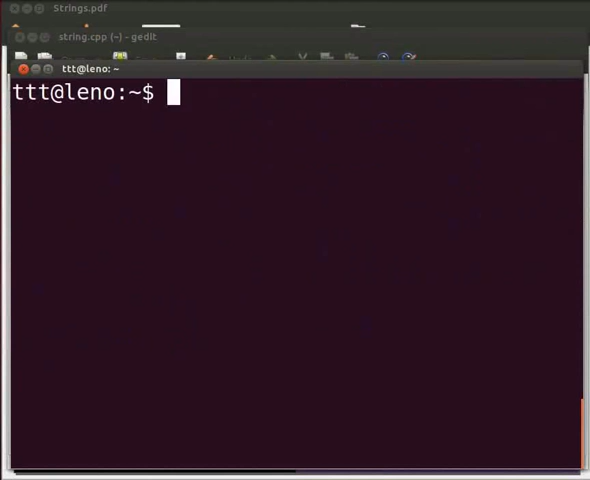 Strings.pdf
string.cpp (~) - gedit
ttt@leno: ~
ttt@leno:~$